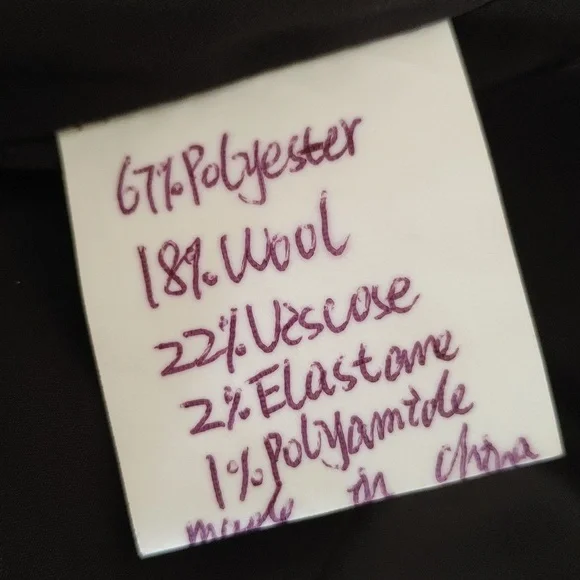 67%Polyester
18%Wool
22%Viscose
2%Elastane
1%Polyamide
made in china